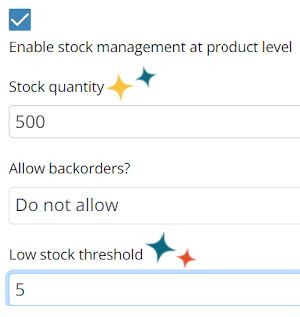 Enable stock management at product level
Stock quantity
500
Allow backorders?
Do not allow
Low stock threshold
5